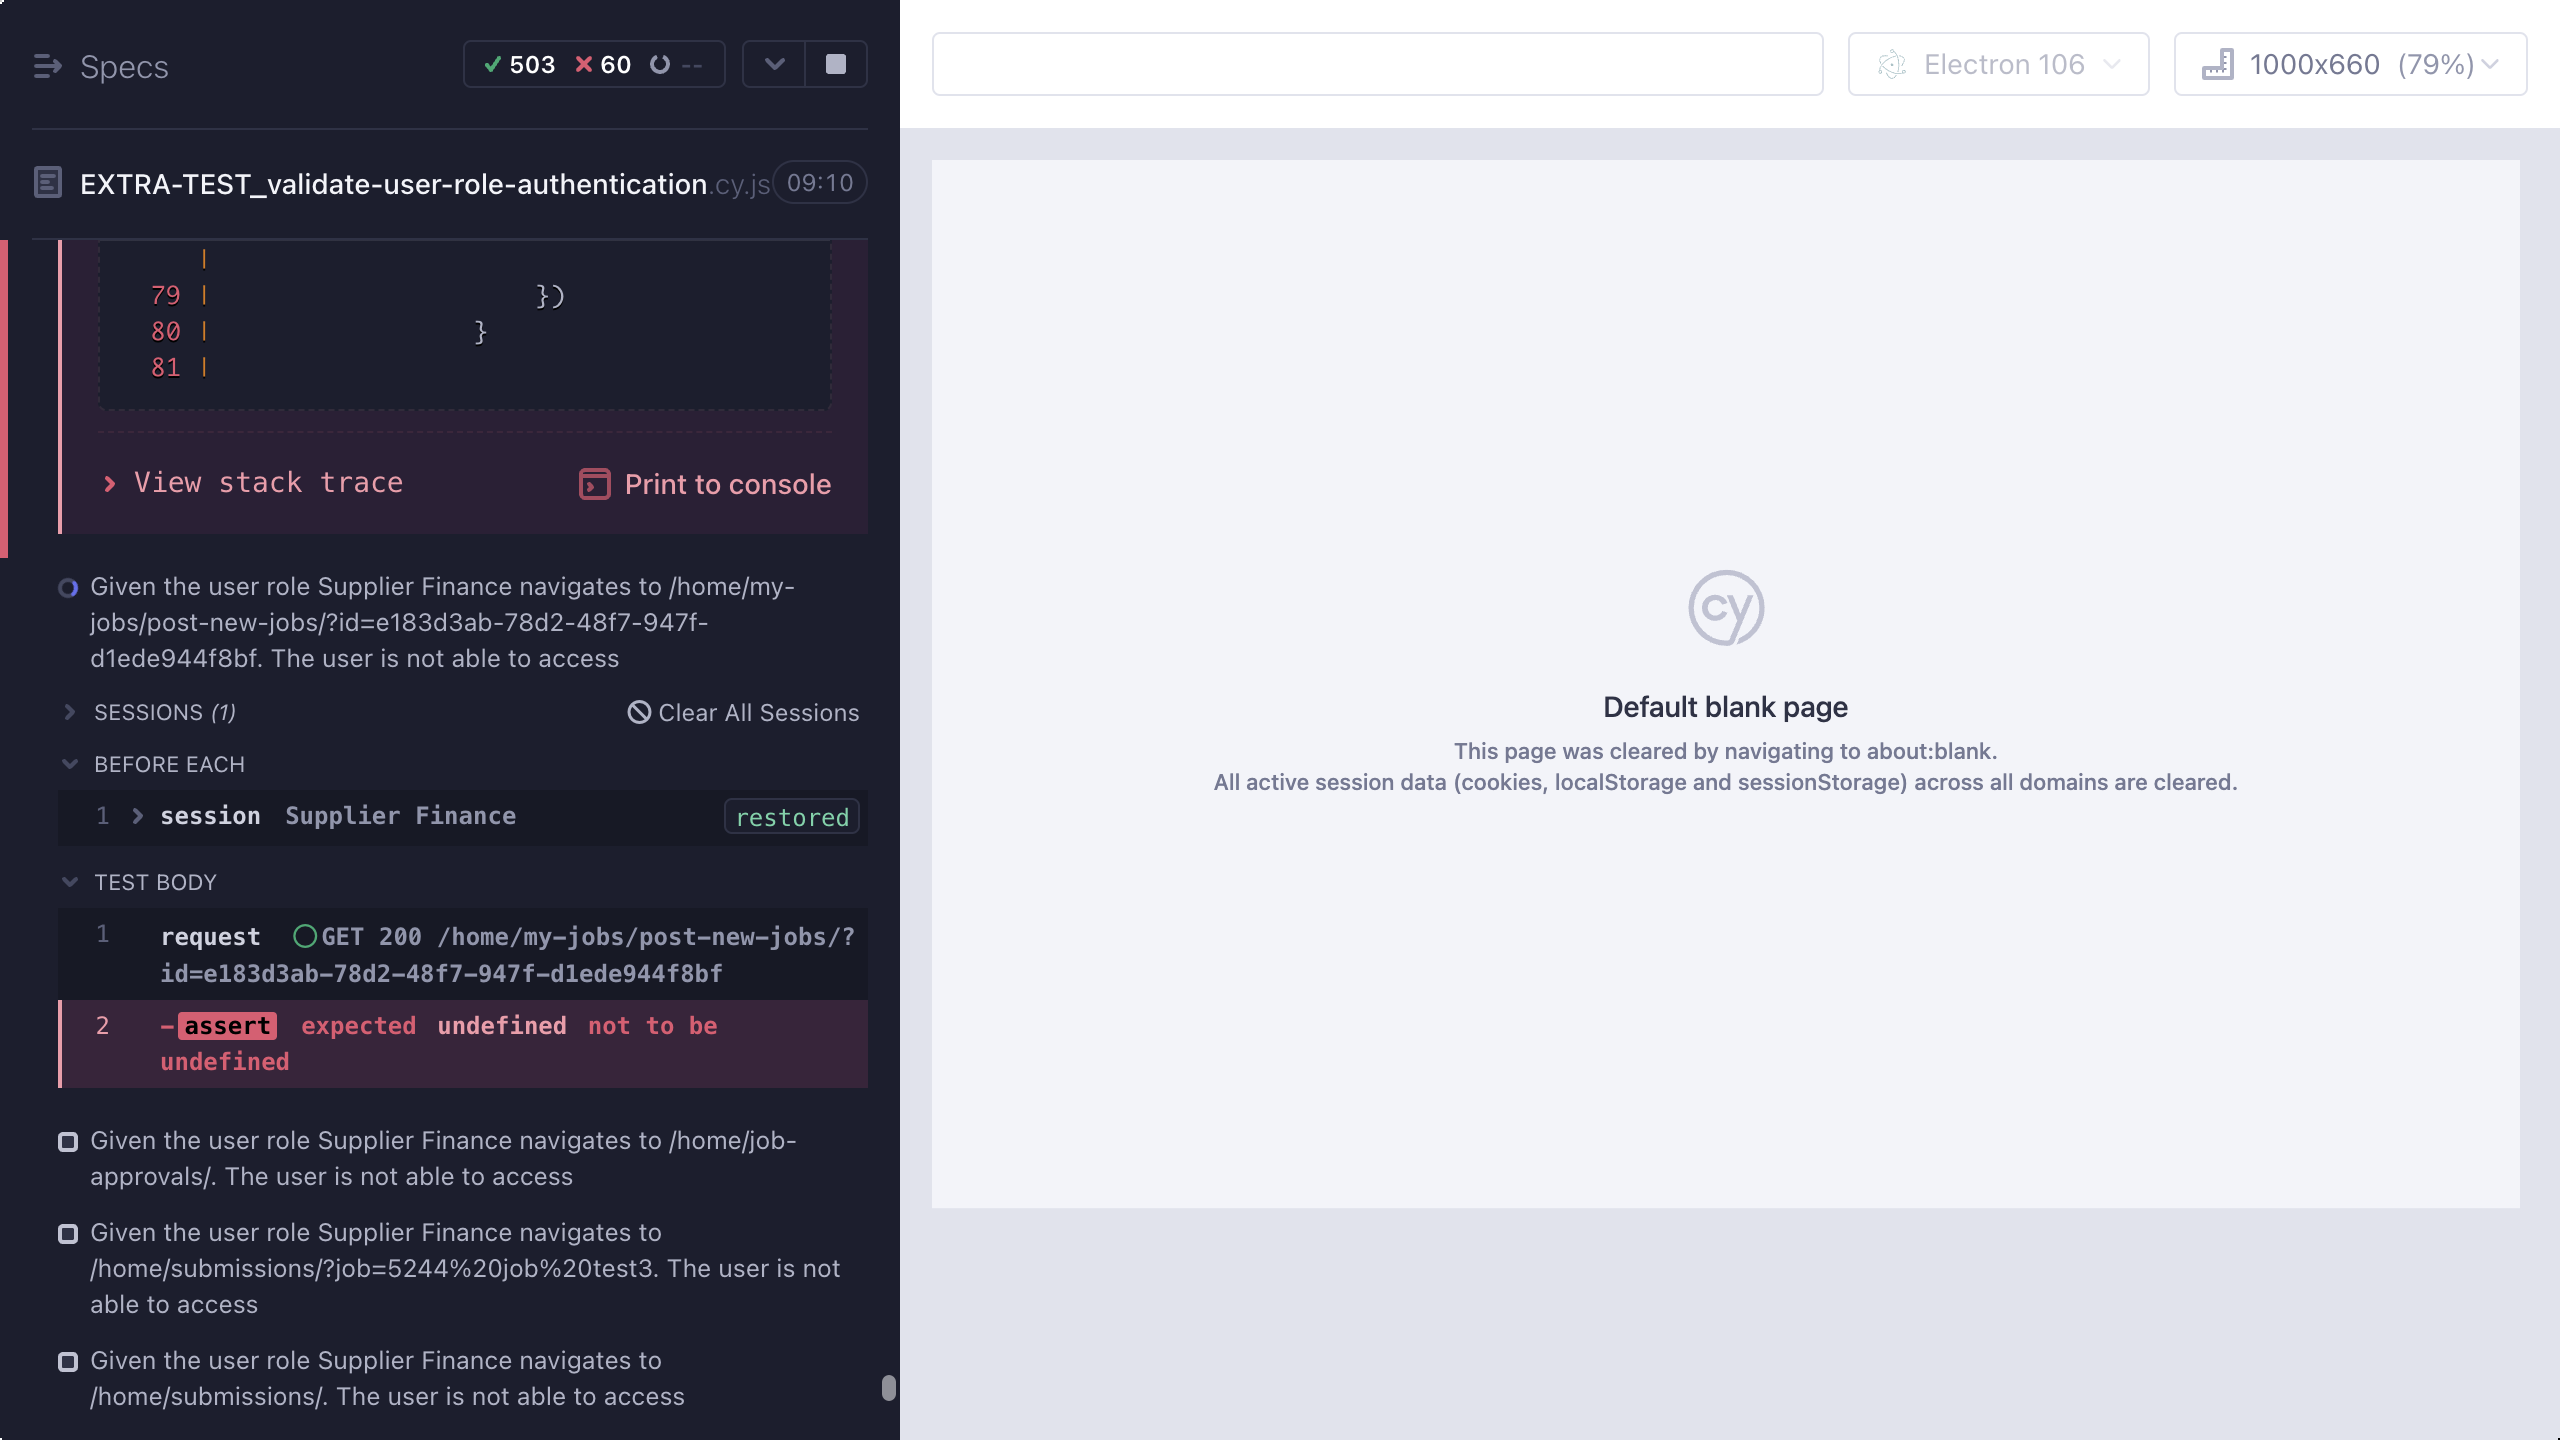 Specs
503 60 --
EXTRA-TEST_validate-user-role-authentication.cy.js 09:10
|
79 | })
80 | }
81 |
View stack trace
Print to console
Given the user role Supplier Finance navigates to /home/my-
jobs/post-new-jobs/?id=e183d3ab-78d2-48f7-947f-
d1ede944f8bf. The user is not able to access
SESSIONS (1)
Clear All Sessions
BEFORE EACH
1 session Supplier Finance restored
TEST BODY
1 request GET 200 /home/my-jobs/post-new-jobs/?
id=e183d3ab-78d2-48f7-947f-d1ede944f8bf
2 -assert expected undefined not to be
undefined
Given the user role Supplier Finance navigates to /home/job-
approvals/. The user is not able to access
Given the user role Supplier Finance navigates to
/home/submissions/?job=5244%20job%20test3. The user is not
able to access
Given the user role Supplier Finance navigates to
/home/submissions/. The user is not able to access
Electron 106
1000x660 (79%)
cy
Default blank page
This page was cleared by navigating to about:blank.
All active session data (cookies, localStorage and sessionStorage) across all domains are cleared.